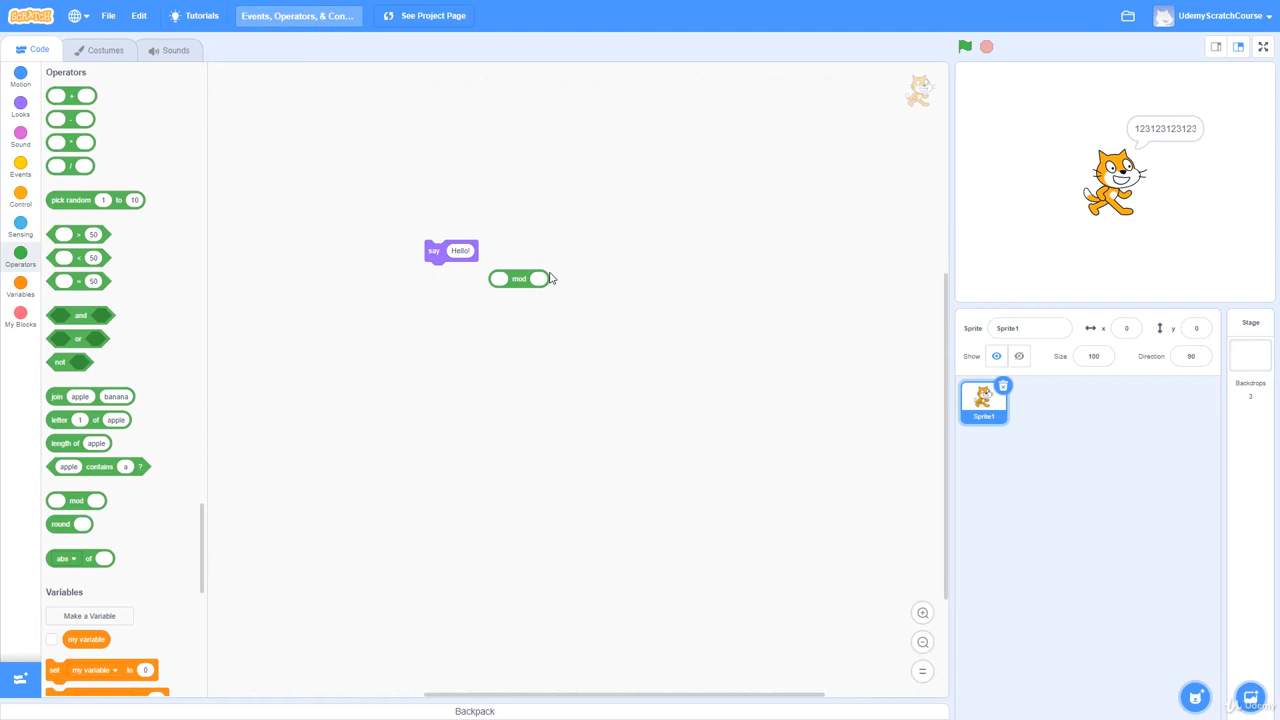 SCRATCH
File
Edit
Tutorials
Events, Operators, & Con...
See Project Page
UdemyScratchCourse
Code
Costumes
Sounds
Motion
Looks
Sound
Events
Control
Sensing
Operators
Variables
My Blocks
Operators
+
-
*
/
pick random 1 to 10
> 50
< 50
= 50
and
or
not
join apple banana
letter 1 of apple
length of apple
apple contains a ?
mod
round
abs of
Variables
Make a Variable
my variable
set my variable to 0
say Hello!
mod
=
123123123123
Sprite Sprite1 x 0 y 0
Show Size 100 Direction 90
Sprite1
Stage
Backdrops
3
Backpack
Udemy